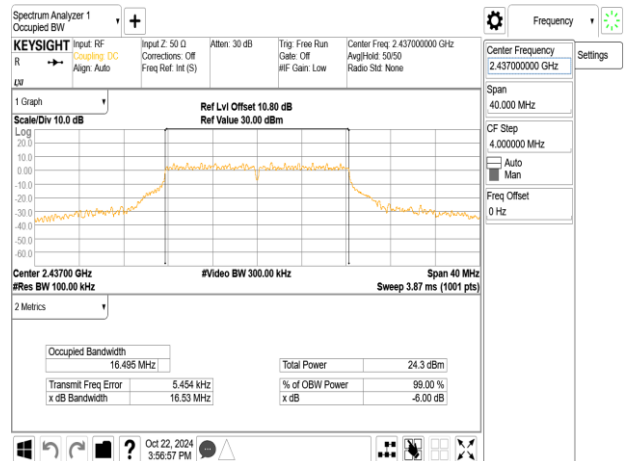 Spectrum Analyzer 1
Occupied BW
Frequency
KEYSIGHT
R
LXI
Input: RF
Coupling: DC
Align: Auto
Input Z: 50 Ω
Corrections: Off
Freq Ref: Int (S)
Atten: 30 dB
Trig: Free Run
Gate: Off
#IF Gain: Low
Center Freq: 2.437000000 GHz
Avg|Hold: 50/50
Radio Std: None
Center Frequency
2.437000000 GHz
Settings
Span
40.000 MHz
CF Step
4.000000 MHz
Auto
Man
Freq Offset
0 Hz
1 Graph
Scale/Div 10.0 dB
Ref Lvl Offset 10.80 dB
Ref Value 30.00 dBm
Log
20.0
10.0
0.00
-10.0
-20.0
-30.0
-40.0
-50.0
-60.0
Center 2.43700 GHz
#Video BW 300.00 kHz
Span 40 MHz
#Res BW 100.00 kHz
Sweep 3.87 ms (1001 pts)
2 Metrics
Occupied Bandwidth
16.495 MHz
Total Power 24.3 dBm
Transmit Freq Error 5.454 kHz
% of OBW Power 99.00 %
x dB Bandwidth 16.53 MHz
x dB -6.00 dB
?
Oct 22, 2024
3:56:57 PM